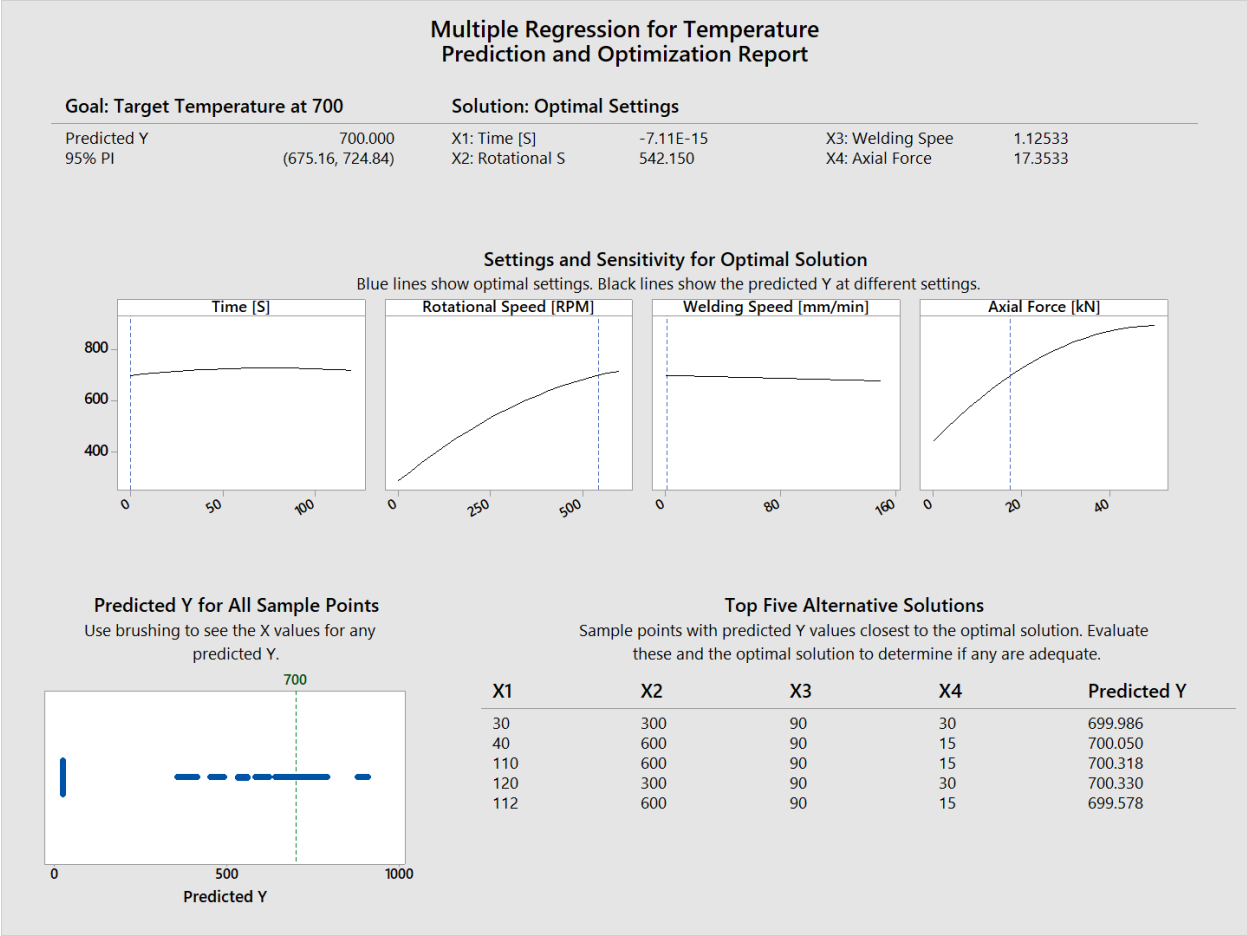 Multiple Regression for Temperature
Prediction and Optimization Report
Goal: Target Temperature at 700
Solution: Optimal Settings
Predicted Y 700.000
95% PI (675.16, 724.84)
X1: Time [S] -7.11E-15 X3: Welding Spee 1.12533
X2: Rotational S 542.150 X4: Axial Force 17.3533
Settings and Sensitivity for Optimal Solution
Blue lines show optimal settings. Black lines show the predicted Y at different settings.
Time [S] Rotational Speed [RPM] Welding Speed [mm/min] Axial Force [kN]
800
600
400
0 50 100 0 250 500 0 80 160 0 20 40
Predicted Y for All Sample Points
Use brushing to see the X values for any
predicted Y.
700
0 500 1000
Predicted Y
Top Five Alternative Solutions
Sample points with predicted Y values closest to the optimal solution. Evaluate
these and the optimal solution to determine if any are adequate.
X1 X2 X3 X4 Predicted Y
30 300 90 30 699.986
40 600 90 15 700.050
110 600 90 15 700.318
120 300 90 30 700.330
112 600 90 15 699.578